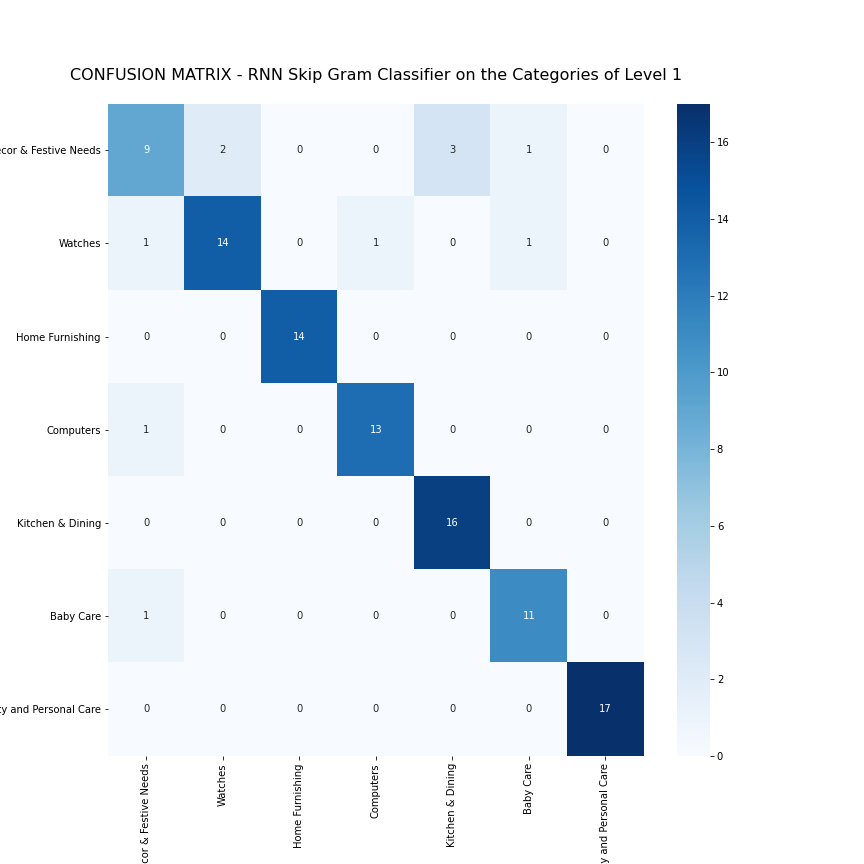 CONFUSION MATRIX - RNN Skip Gram Classifier on the Categories of Level 1
& Festive Needs 9 2 0 0 3 1 0
Watches 1 14 0 1 0 1 0
Home Furnishing 0 0 14 0 0 0 0
Computers 1 0 0 13 0 0 0
Kitchen & Dining 0 0 0 0 16 0 0
Baby Care 1 0 0 0 0 11 0
and Personal Care 0 0 0 0 0 0 17
& Festive Needs
Watches
Home Furnishing
Computers
Kitchen & Dining
Baby Care
and Personal Care
16
14
12
10
8
6
4
2
0